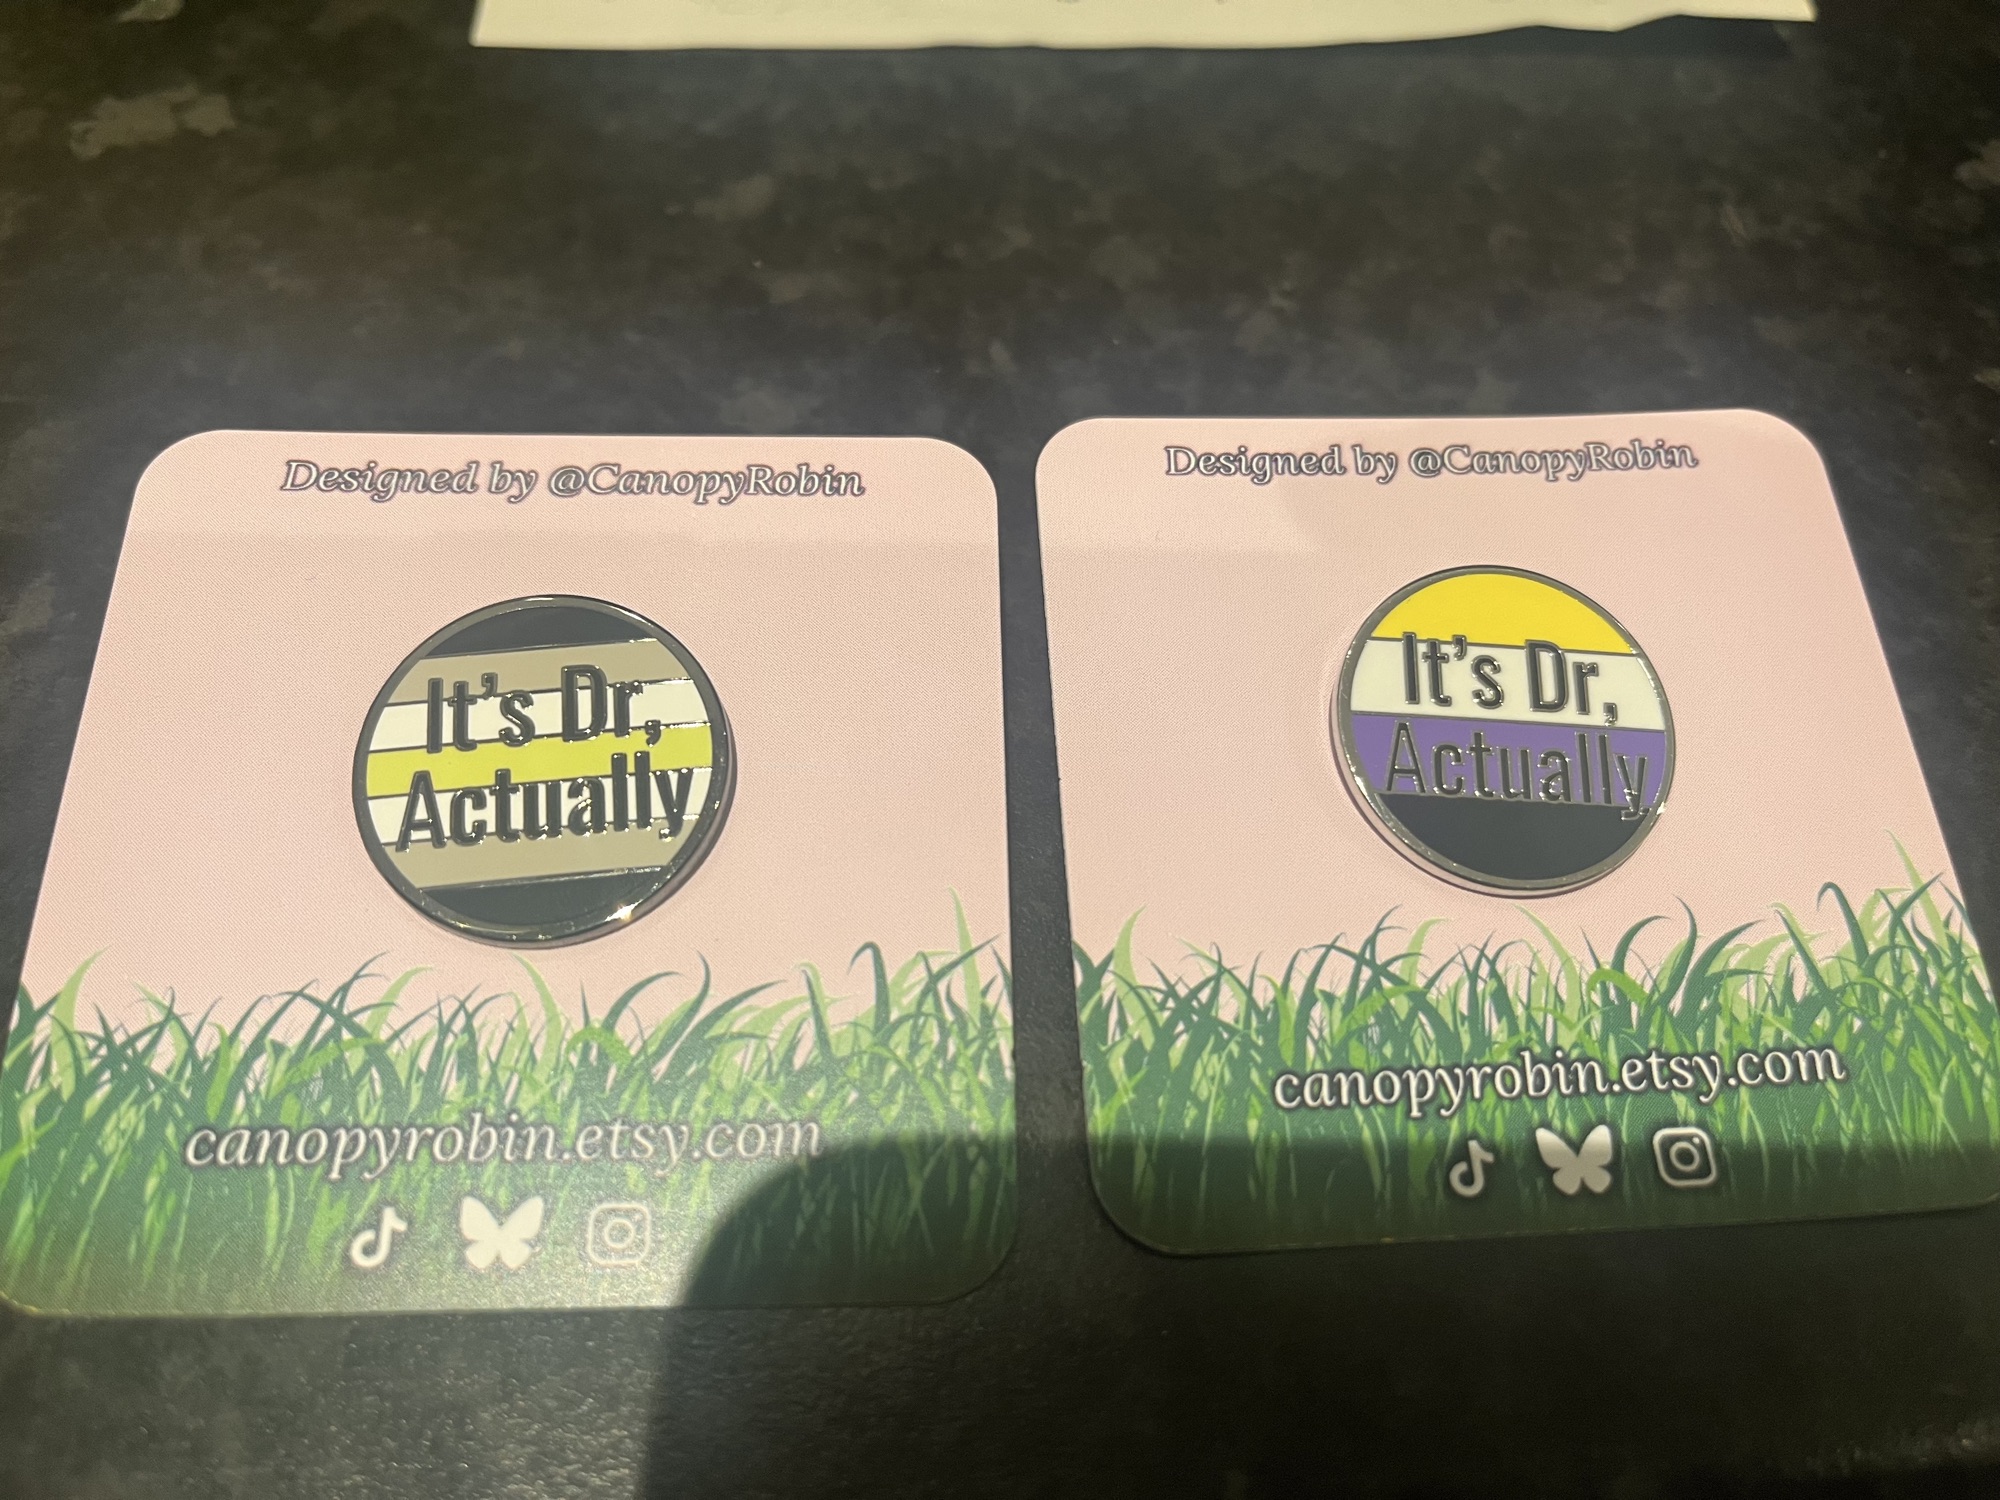 Designed by @CanopyRobin
It's Dr,
Actually
canopyrobin.etsy.com
Designed by @CanopyRobin
It's Dr,
Actually
canopyrobin.etsy.com